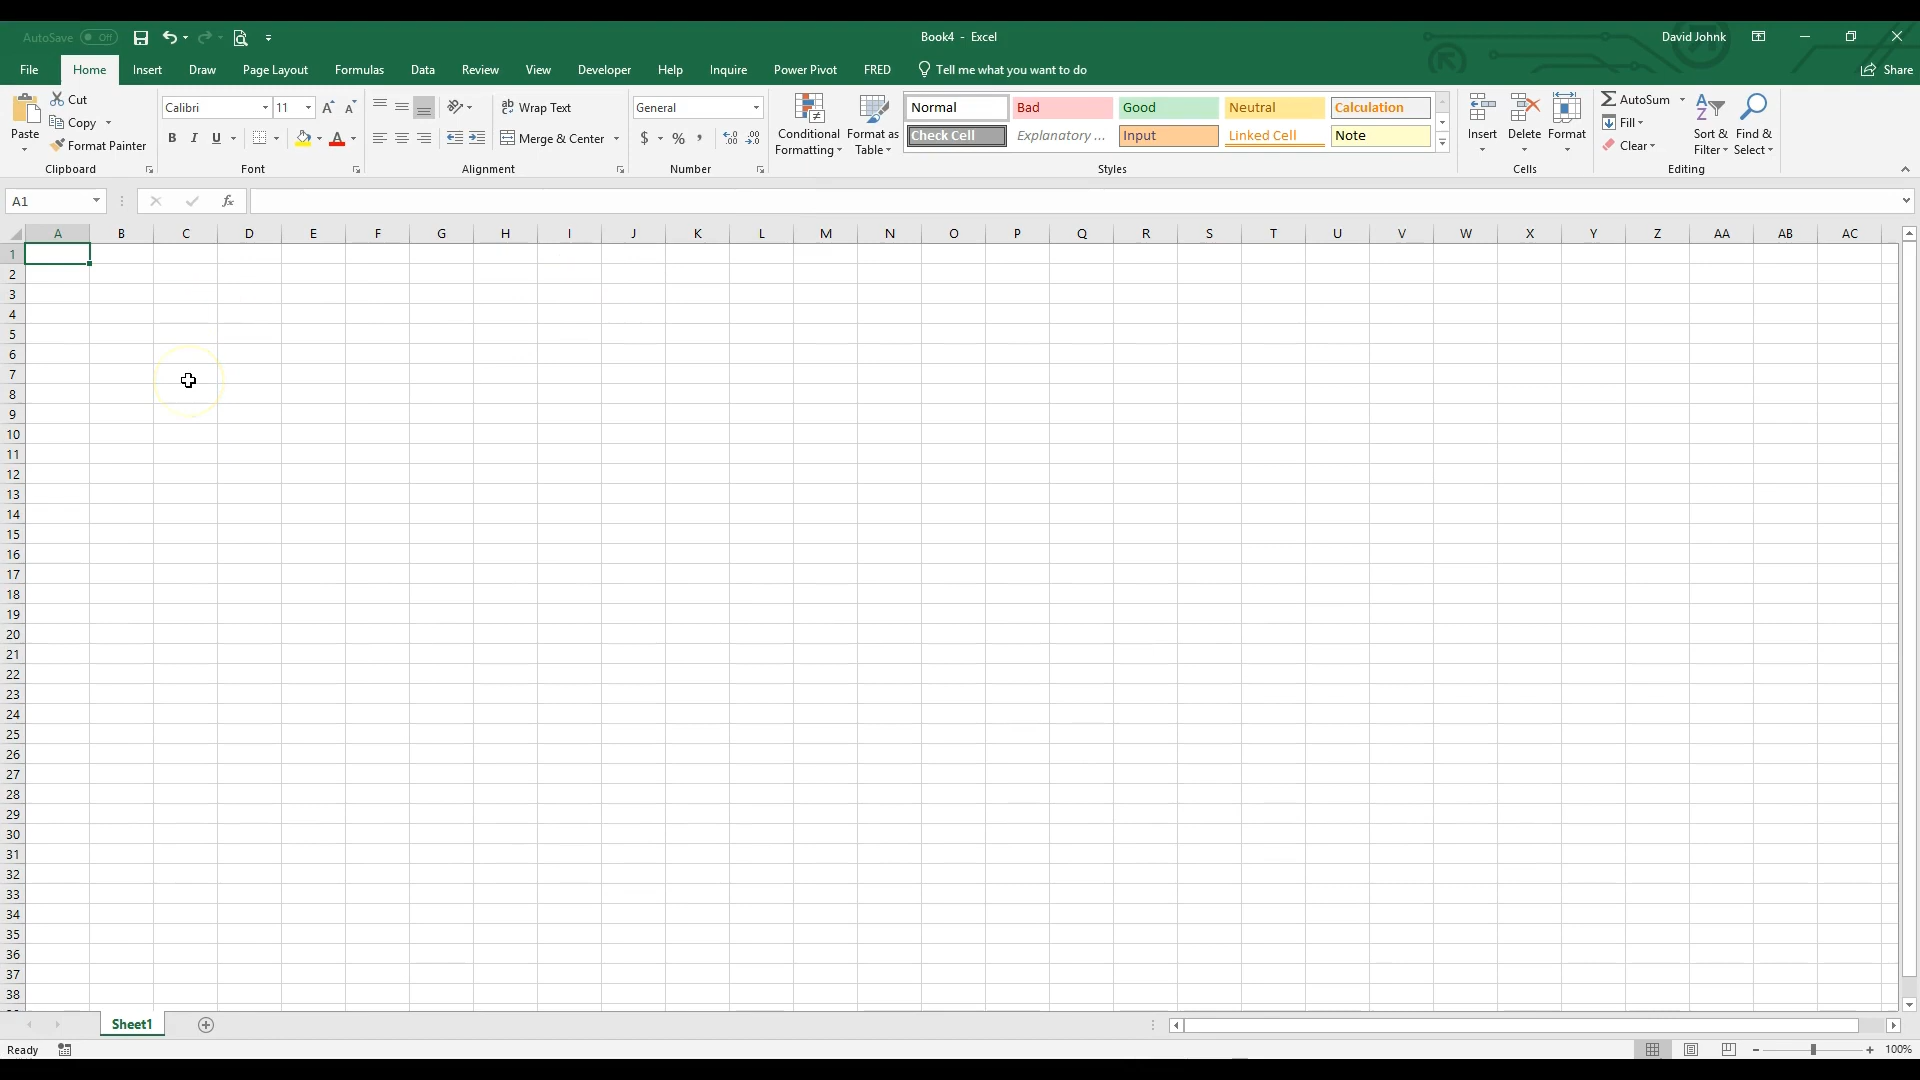 AutoSave Off
Book4 - Excel
David Johnk
File Home Insert Draw Page Layout Formulas Data Review View Developer Help Inquire Power Pivot FRED Tell me what you want to do Share
Paste
Cut
Copy
Format Painter
Clipboard
Calibri 11
B I U
Font
Wrap Text
Merge & Center
Alignment
General
$ % ,
Number
Conditional Formatting
Format as Table
Normal Bad Good Neutral Calculation
Check Cell Explanatory ... Input Linked Cell Note
Styles
Insert Delete Format
Cells
AutoSum
Fill
Clear
Sort & Filter
Find & Select
Editing
A1 fx
A B C D E F G H I J K L M N O P Q R S T U V W X Y Z AA AB AC
1
2
3
4
5
6
7
8
9
10
11
12
13
14
15
16
17
18
19
20
21
22
23
24
25
26
27
28
29
30
31
32
33
34
35
36
37
38
Sheet1
Ready
100%